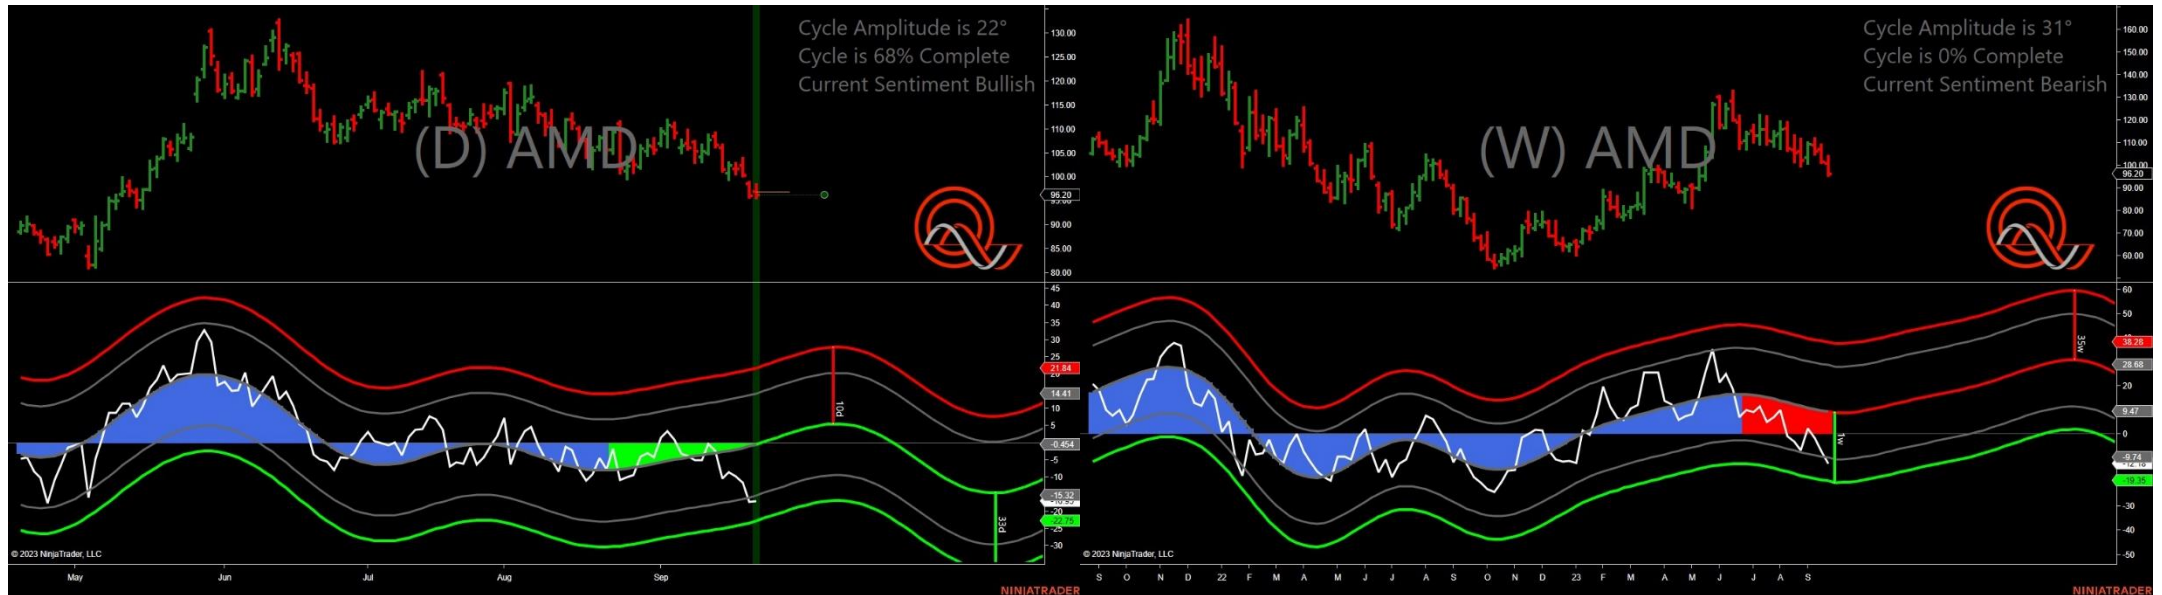 (D) AMD
Cycle Amplitude is 22°
Cycle is 68% Complete
Current Sentiment Bullish
130.00
125.00
120.00
115.00
110.00
105.00
100.00
96.20
90.00
85.00
80.00
45
40
35
30
25
21.84
14.41
10
5
-0.454
-5
-10
-15.32
-22.75
-25
-30
10d
33d
© 2023 NinjaTrader, LLC
May Jun Jul Aug Sep
NINJATRADER
(W) AMD
Cycle Amplitude is 31°
Cycle is 0% Complete
Current Sentiment Bearish
160.00
150.00
140.00
130.00
120.00
110.00
100.00
96.20
90.00
80.00
70.00
60.00
60
50
38.28
28.68
20
9.47
0
-9.74
-19.35
-30
-40
-50
35w
1w
© 2023 NinjaTrader, LLC
S O N D 22 F M A M J J A S O N D 23 F M A M J J A S
NINJATRADER